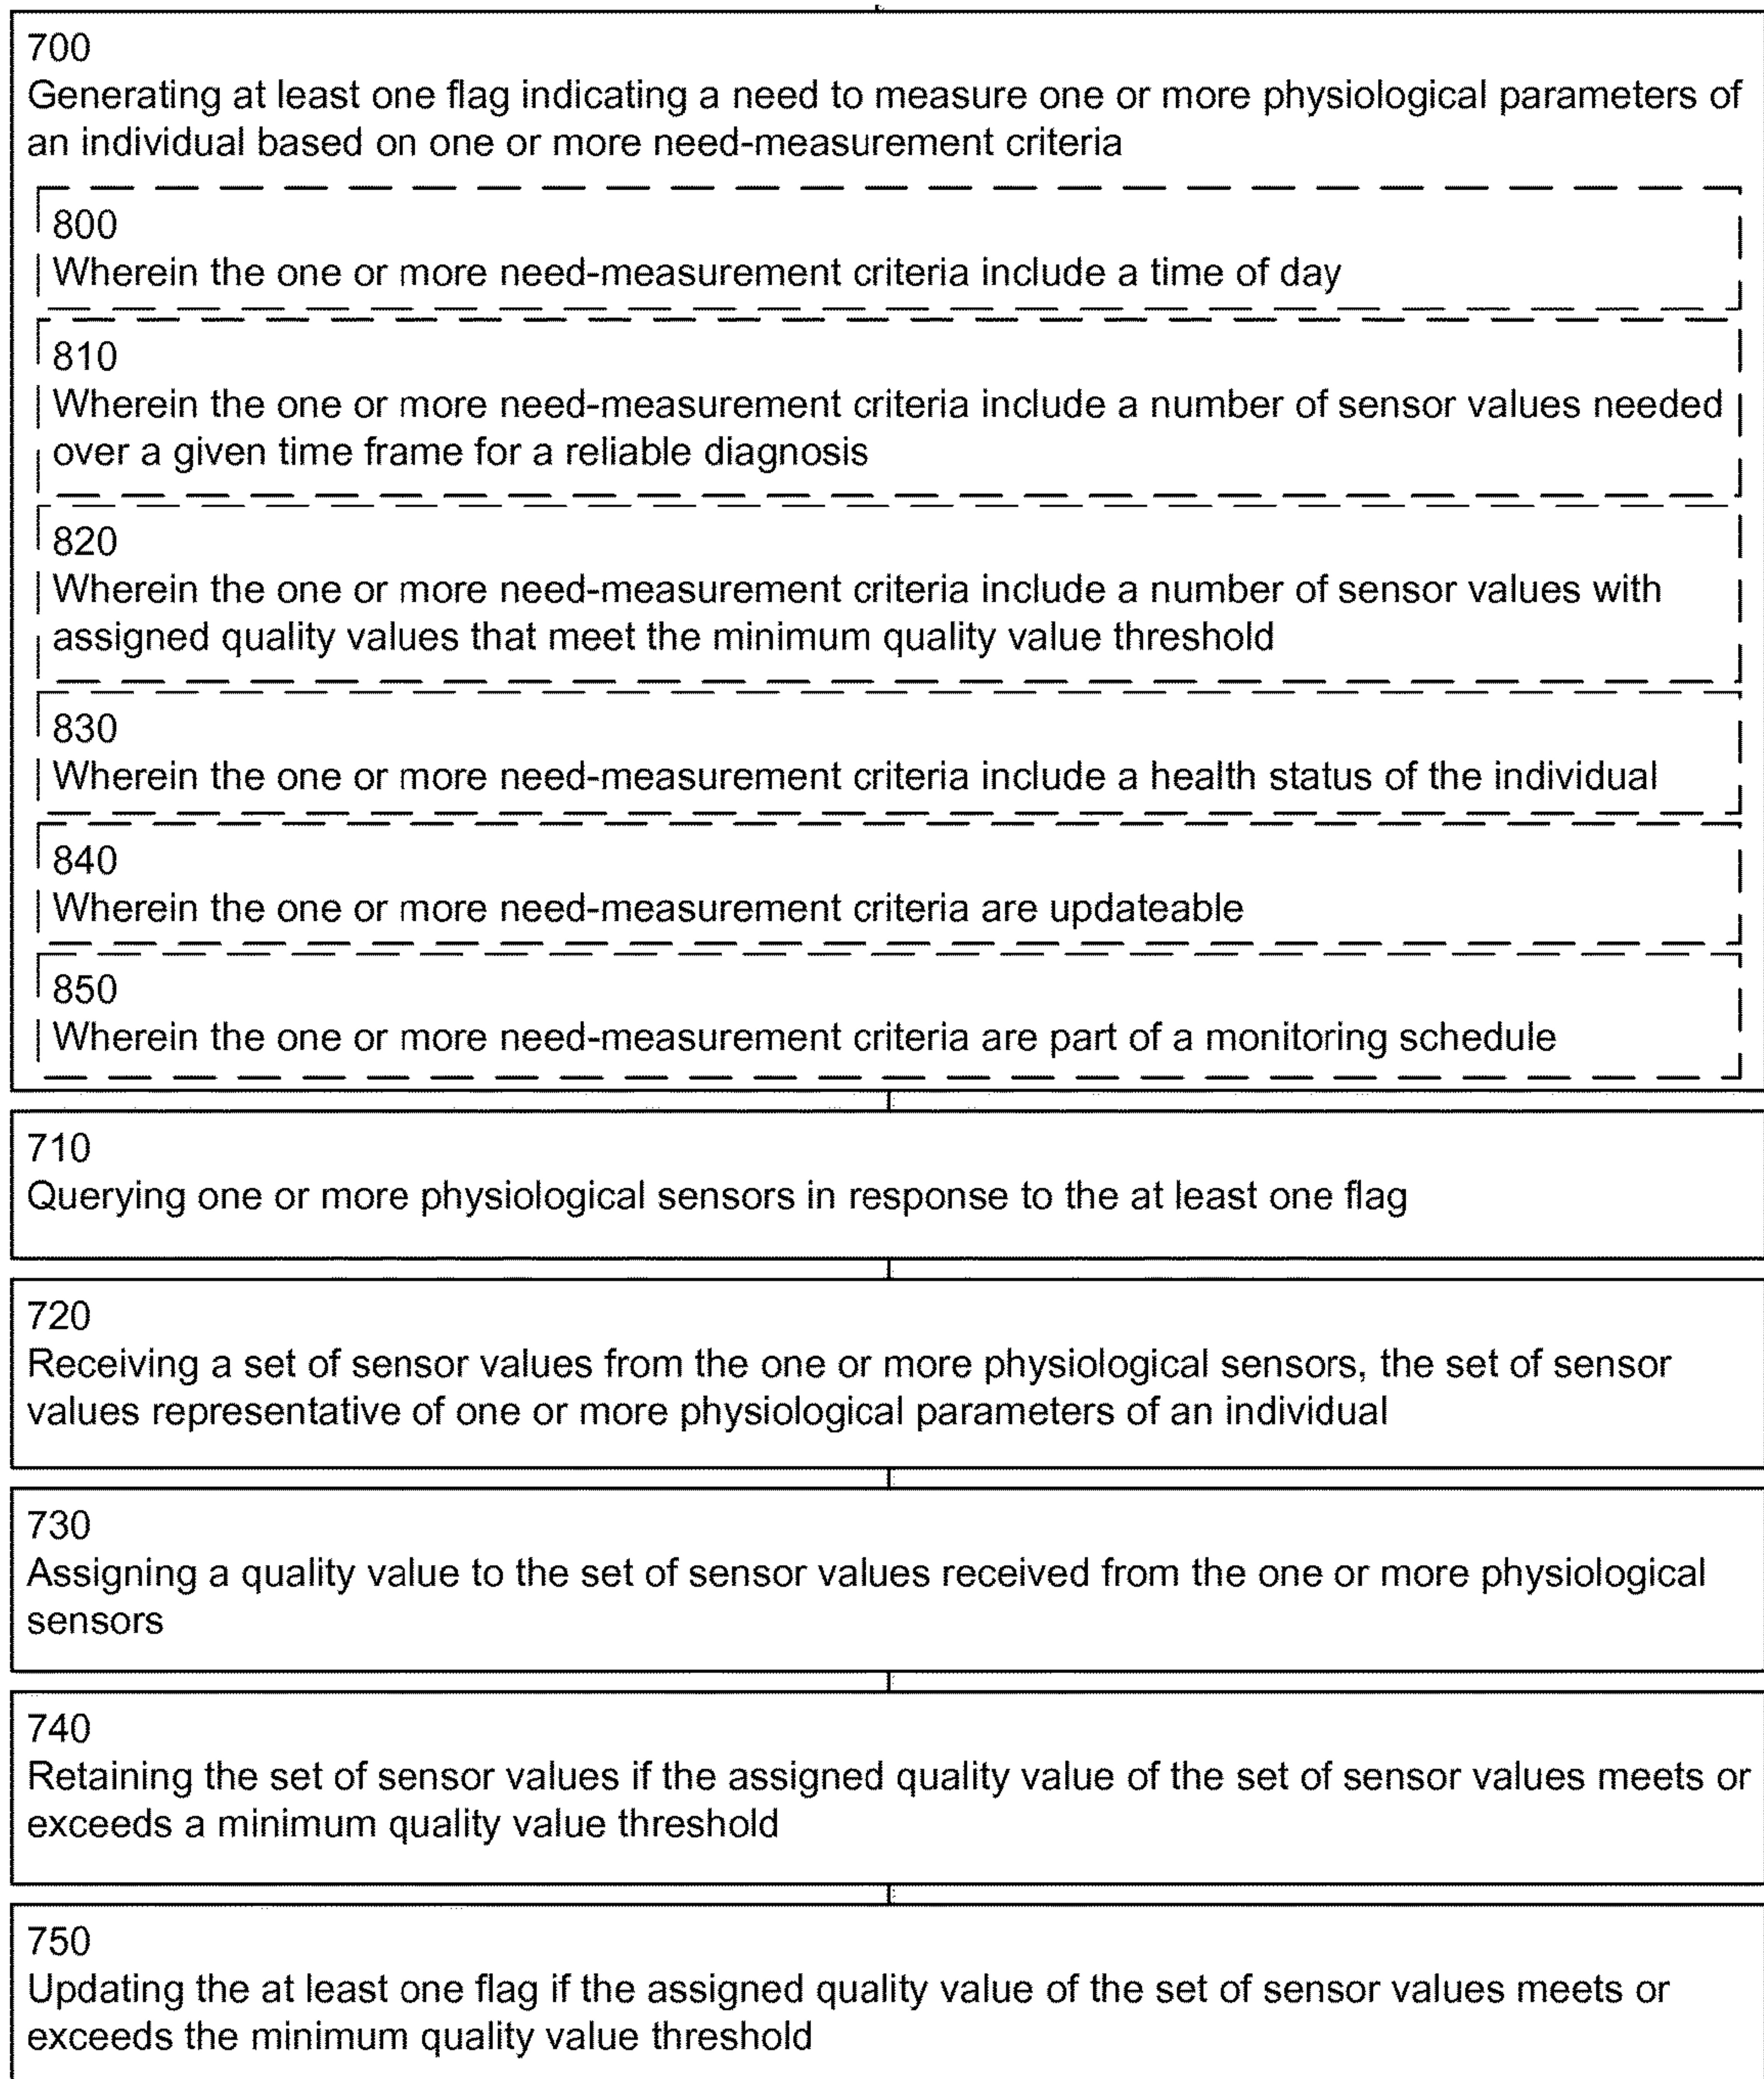 700
Generating at least one flag indicating a need to measure one or more physiological parameters of
an individual based on one or more need-measurement criteria
800
Wherein the one or more need-measurement criteria include a time of day
810
Wherein the one or more need-measurement criteria include a number of sensor values needed
over a given time frame for a reliable diagnosis
820
Wherein the one or more need-measurement criteria include a number of sensor values with
assigned quality values that meet the minimum quality value threshold
830
Wherein the one or more need-measurement criteria include a health status of the individual
840
Wherein the one or more need-measurement criteria are updateable
850
Wherein the one or more need-measurement criteria are part of a monitoring schedule
710
Querying one or more physiological sensors in response to the at least one flag
720
Receiving a set of sensor values from the one or more physiological sensors, the set of sensor
values representative of one or more physiological parameters of an individual
730
Assigning a quality value to the set of sensor values received from the one or more physiological
sensors
740
Retaining the set of sensor values if the assigned quality value of the set of sensor values meets or
exceeds a minimum quality value threshold
750
Updating the at least one flag if the assigned quality value of the set of sensor values meets or
exceeds the minimum quality value threshold